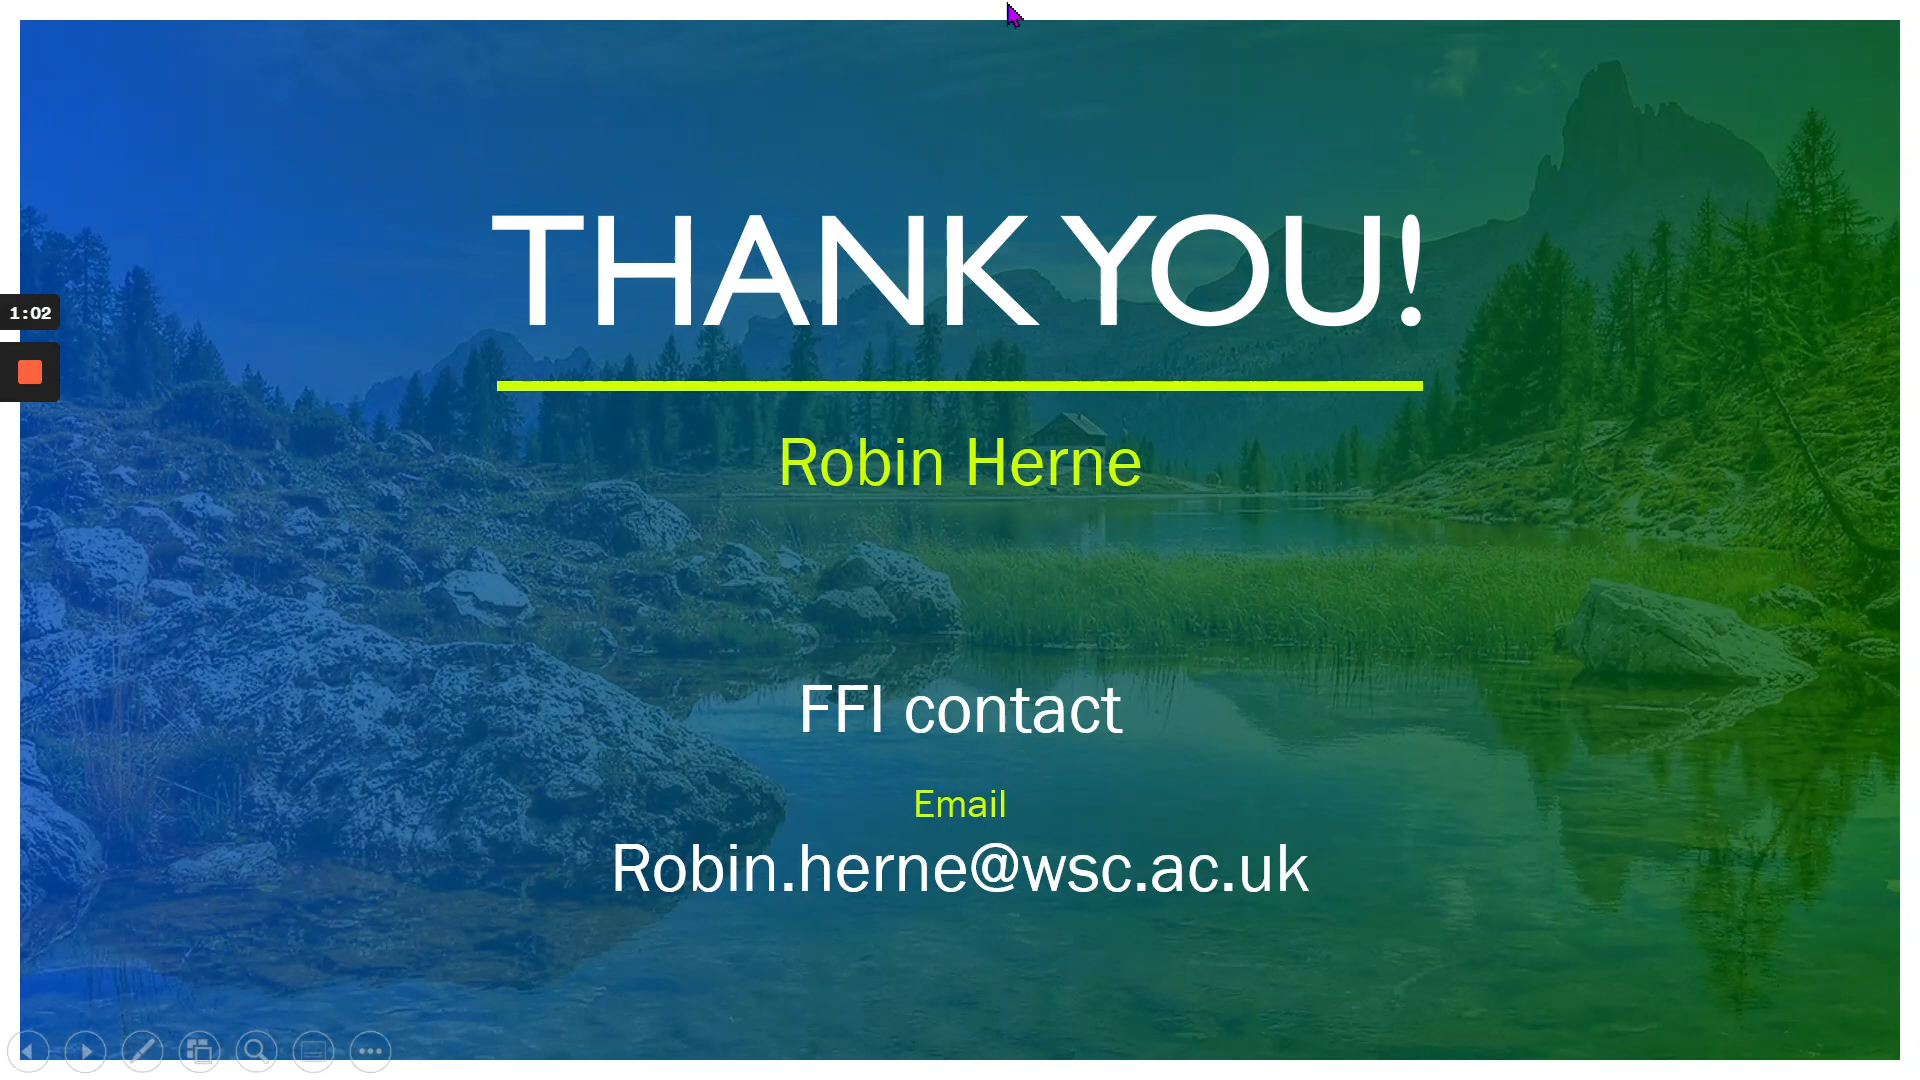 THANK YOU!
1:02
Robin Herne
FFI contact
Email
Robin.herne@wsc.ac.uk